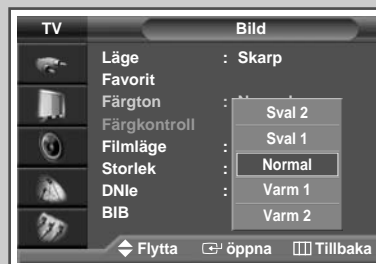 TV Bild
Läge : Skarp
Favorit
Färgton :
Färgkontroll
Filmläge :
Storlek :
DNIe :
BIB
Sval 2
Sval 1
Normal
Varm 1
Varm 2
Flytta öppna Tillbaka